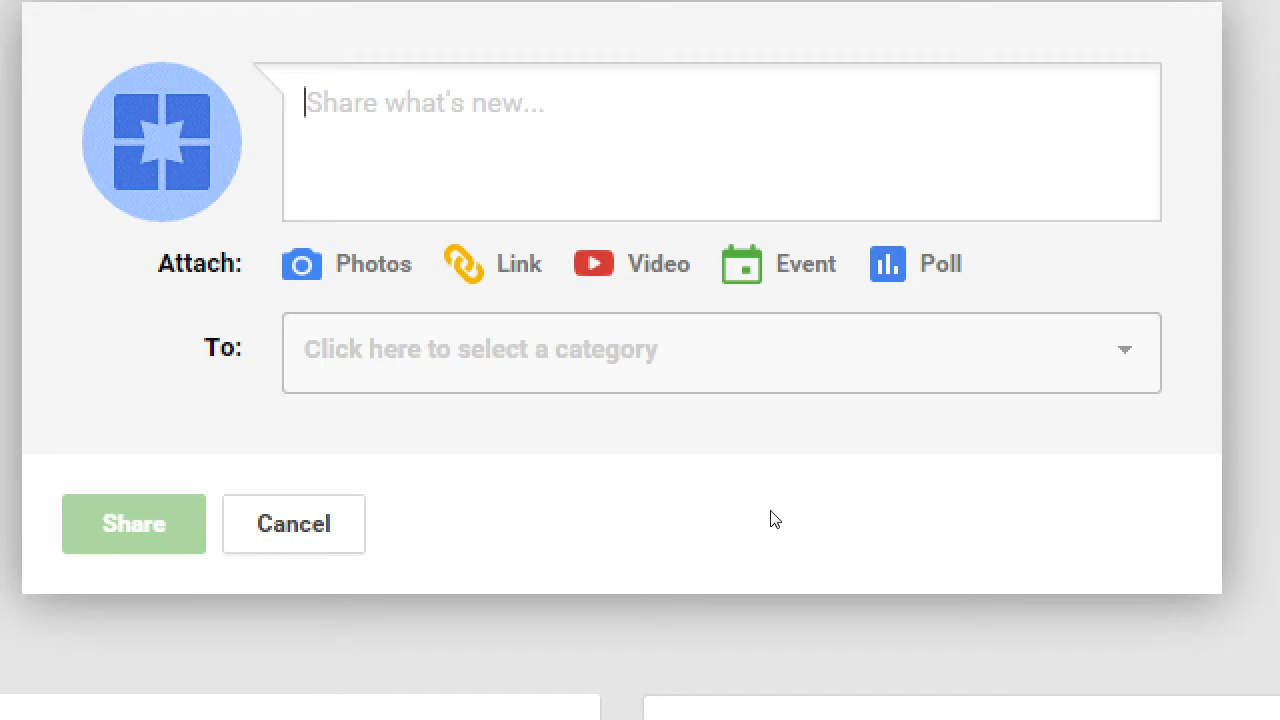 Share what's new...
Attach: Photos Link Video Event Poll
To: Click here to select a category
Share Cancel